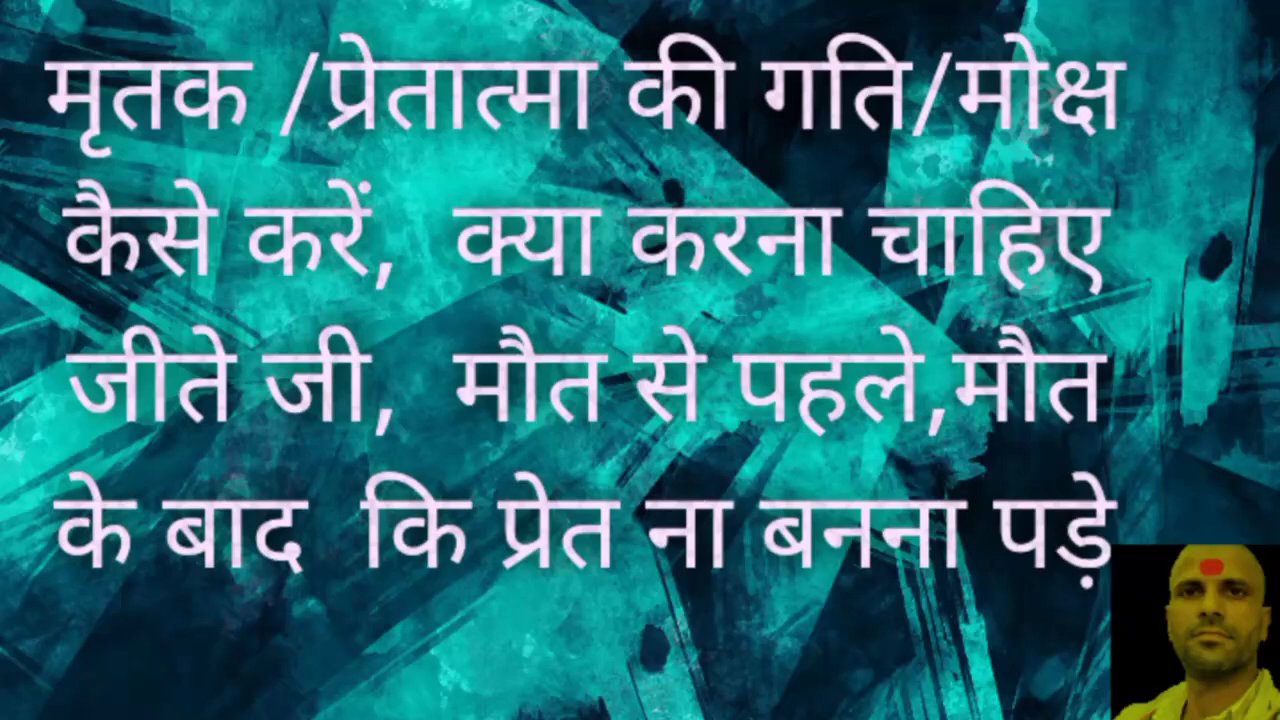 मृतक /प्रेतात्मा की गति/मोक्ष
कैसे करें, क्या करना चाहिए
जीते जी, मौत से पहले,मौत
के बाद कि प्रेत ना बनना पड़े